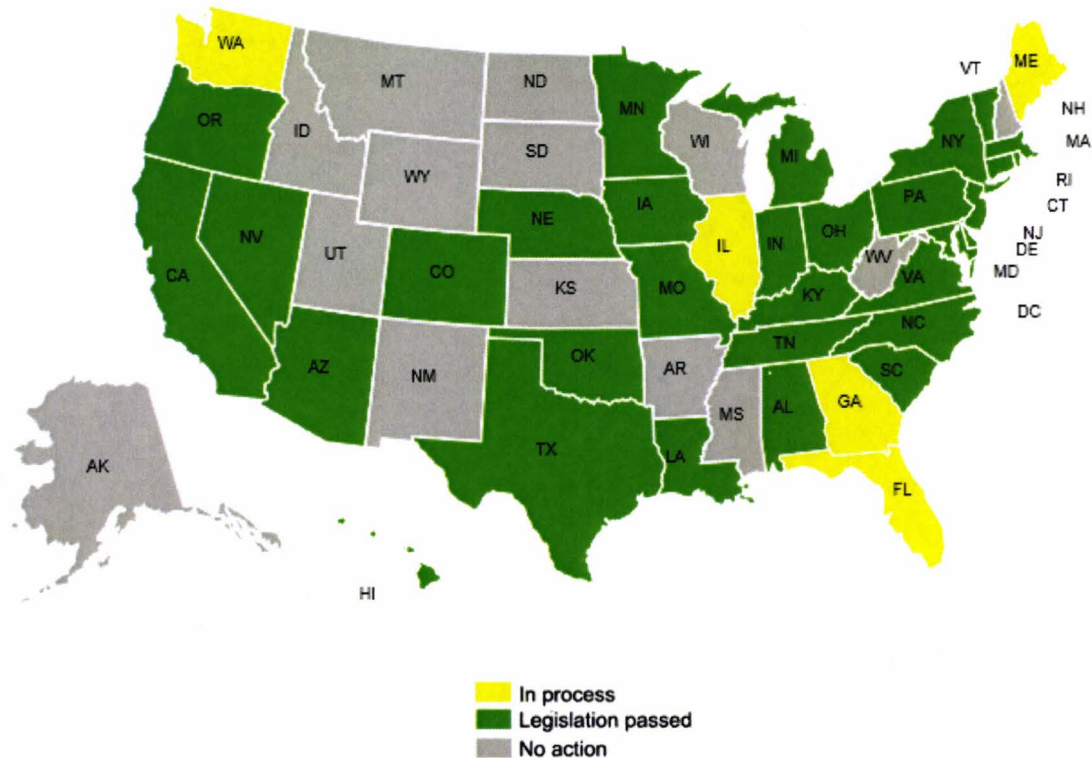 WA
ME
VT
MT
ND
MN
NH
OR
ID
WI
NY
MA
SD
MI
WY
RI
PA
CT
IA
NE
NV
IL
IN
OH
NJ
UT
DE
CA
CO
WV
VA
MD
KS
MO
KY
DC
NC
TN
OK
AZ
NM
AR
SC
GA
MS
AL
TX
LA
AK
FL
HI
In process
Legislation passed
No action